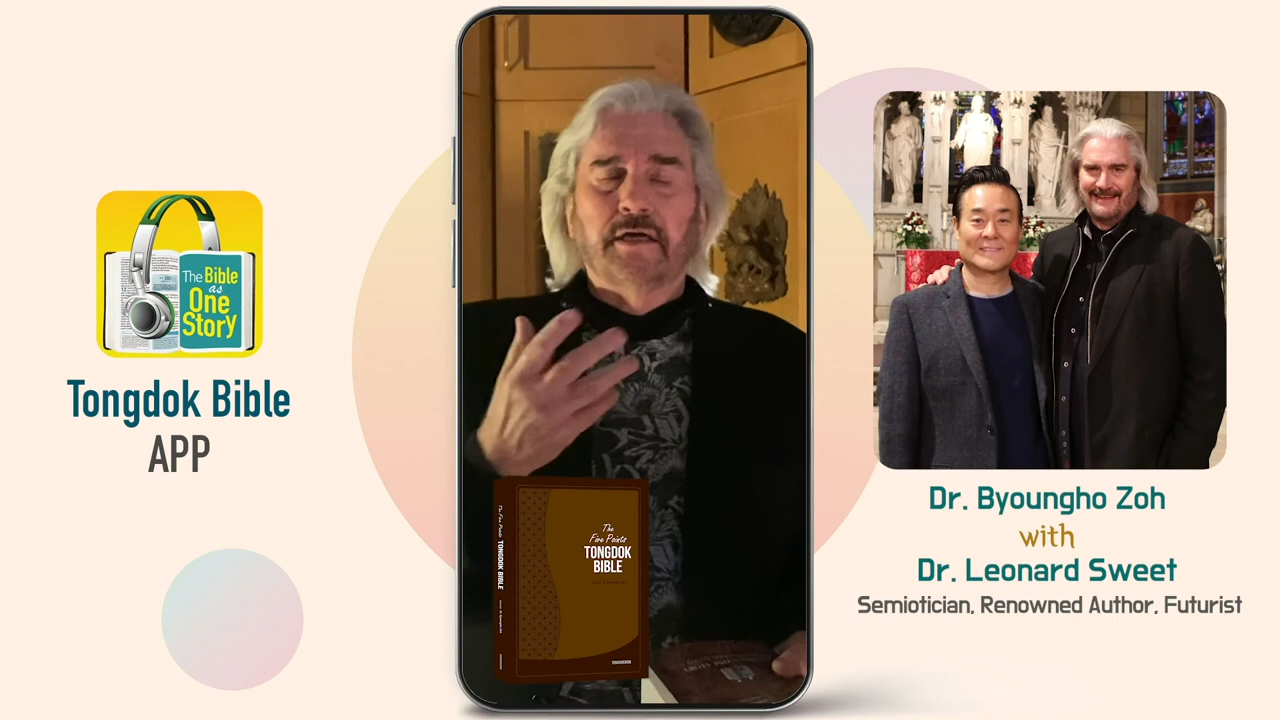 The Bible
as
One
Story
Tongdok Bible
APP
The Five Points TONGDOK BIBLE
The
Five Points
TONGDOK
BIBLE
Dr. Byoungho Zoh
with
Dr. Leonard Sweet
Semiotician, Renowned Author, Futurist